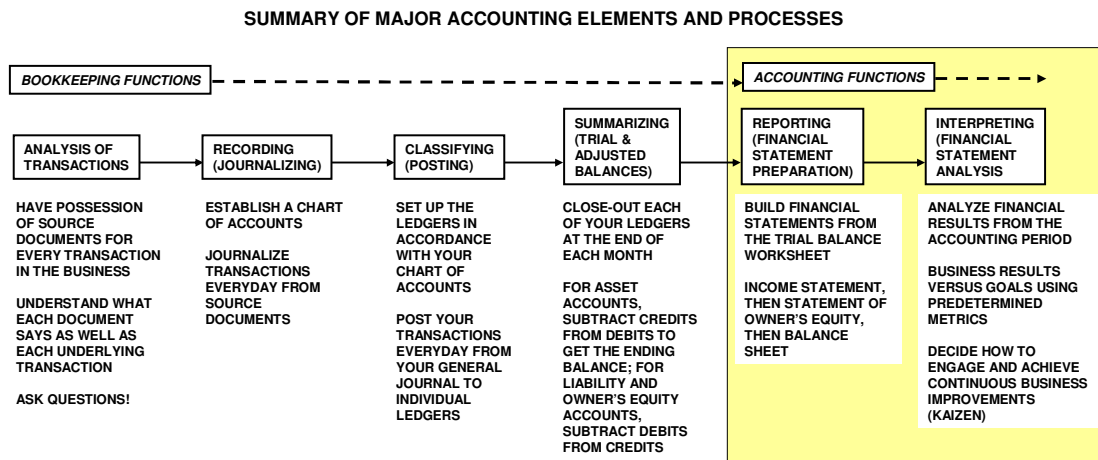 SUMMARY OF MAJOR ACCOUNTING ELEMENTS AND PROCESSES
BOOKKEEPING FUNCTIONS
ACCOUNTING FUNCTIONS
ANALYSIS OF
TRANSACTIONS
RECORDING
(JOURNALIZING)
CLASSIFYING
(POSTING)
SUMMARIZING
(TRIAL &
ADJUSTED
BALANCES)
REPORTING
(FINANCIAL
STATEMENT
PREPARATION)
INTERPRETING
(FINANCIAL
STATEMENT
ANALYSIS
HAVE POSSESSION
OF SOURCE
DOCUMENTS FOR
EVERY TRANSACTION
IN THE BUSINESS
UNDERSTAND WHAT
EACH DOCUMENT
SAYS AS WELL AS
EACH UNDERLYING
TRANSACTION
ASK QUESTIONS!
ESTABLISH A CHART
OF ACCOUNTS
JOURNALIZE
TRANSACTIONS
EVERYDAY FROM
SOURCE
DOCUMENTS
SET UP THE
LEDGERS IN
ACCORDANCE
WITH YOUR
CHART OF
ACCOUNTS
POST YOUR
TRANSACTIONS
EVERYDAY FROM
YOUR GENERAL
JOURNAL TO
INDIVIDUAL
LEDGERS
CLOSE-OUT EACH
OF YOUR LEDGERS
AT THE END OF
EACH MONTH
FOR ASSET
ACCOUNTS,
SUBTRACT CREDITS
FROM DEBITS TO
GET THE ENDING
BALANCE; FOR
LIABILITY AND
OWNER'S EQUITY
ACCOUNTS,
SUBTRACT DEBITS
FROM CREDITS
BUILD FINANCIAL
STATEMENTS FROM
THE TRIAL BALANCE
WORKSHEET
INCOME STATEMENT,
THEN STATEMENT OF
OWNER'S EQUITY,
THEN BALANCE
SHEET
ANALYZE FINANCIAL
RESULTS FROM THE
ACCOUNTING PERIOD
BUSINESS RESULTS
VERSUS GOALS USING
PREDETERMINED
METRICS
DECIDE HOW TO
ENGAGE AND ACHIEVE
CONTINUOUS BUSINESS
IMPROVEMENTS
(KAIZEN)